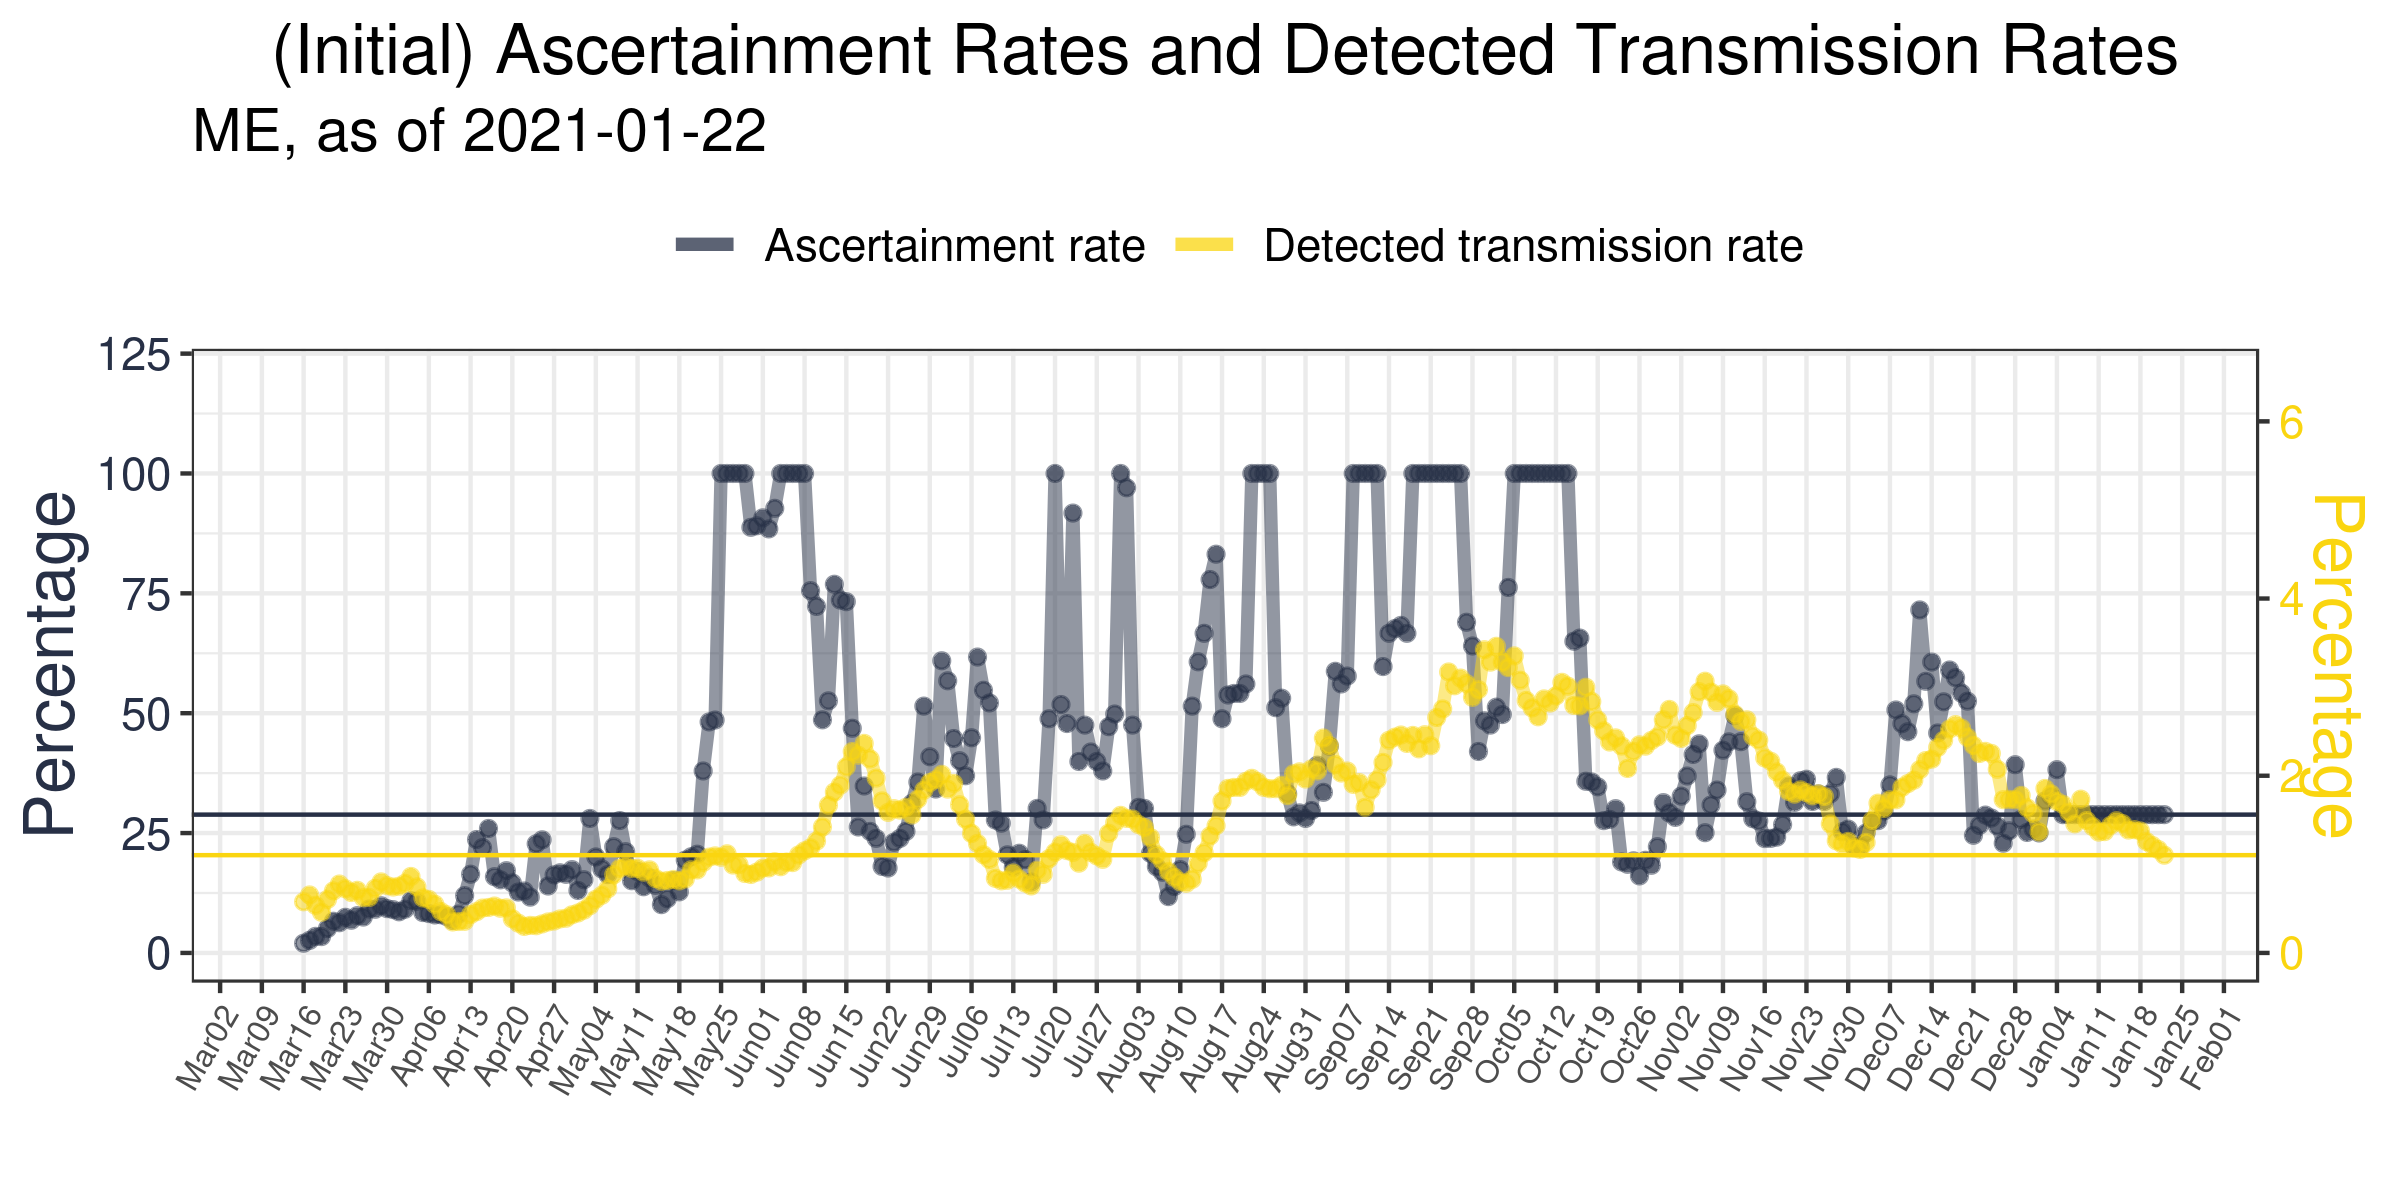 (Initial) Ascertainment Rates and Detected Transmission Rates
ME, as of 2021-01-22
Ascertainment rate
Detected transmission rate
125
100
75
50
25
0
Percentage
6
4
2
0
Percentage
Mar02
Mar09
Mar16
Mar23
Mar30
Apr06
Apr13
Apr20
Apr27
May04
May11
May18
May25
Jun01
Jun08
Jun15
Jun22
Jun29
Jul06
Jul13
Jul20
Jul27
Aug03
Aug10
Aug17
Aug24
Aug31
Sep07
Sep14
Sep21
Sep28
Oct05
Oct12
Oct19
Oct26
Nov02
Nov09
Nov16
Nov23
Nov30
Dec07
Dec14
Dec21
Dec28
Jan04
Jan11
Jan18
Jan25
Feb01